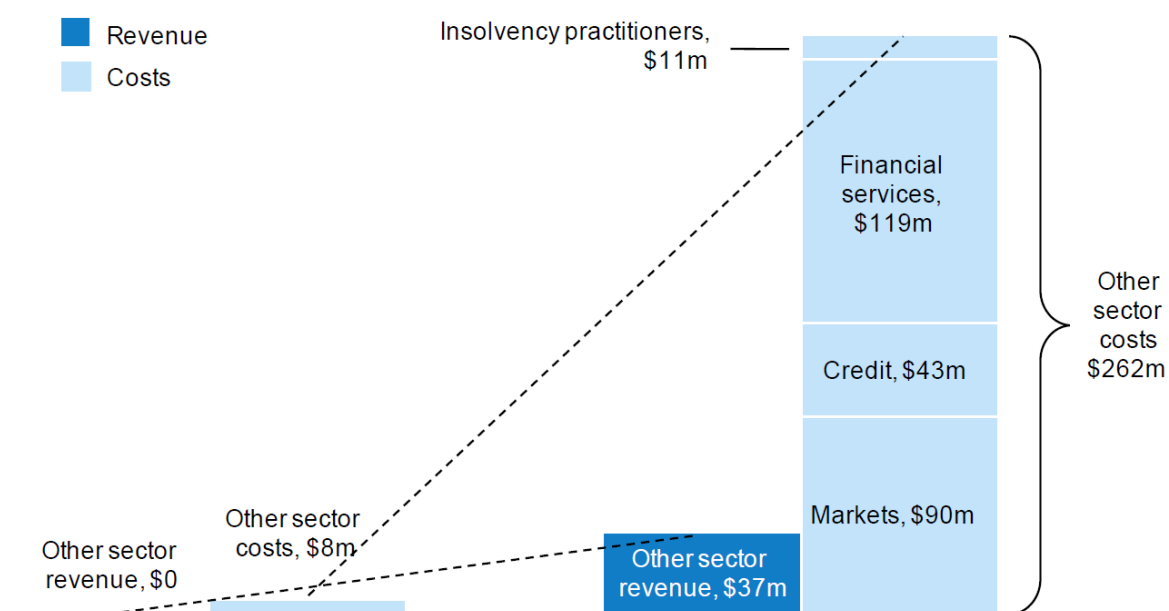 Revenue
Costs
Insolvency practitioners,
$11m
Financial
services,
$119m
Other
sector
costs
$262m
Credit, $43m
Markets, $90m
Other sector
costs, $8m
Other sector
revenue, $0
Other sector
revenue, $37m